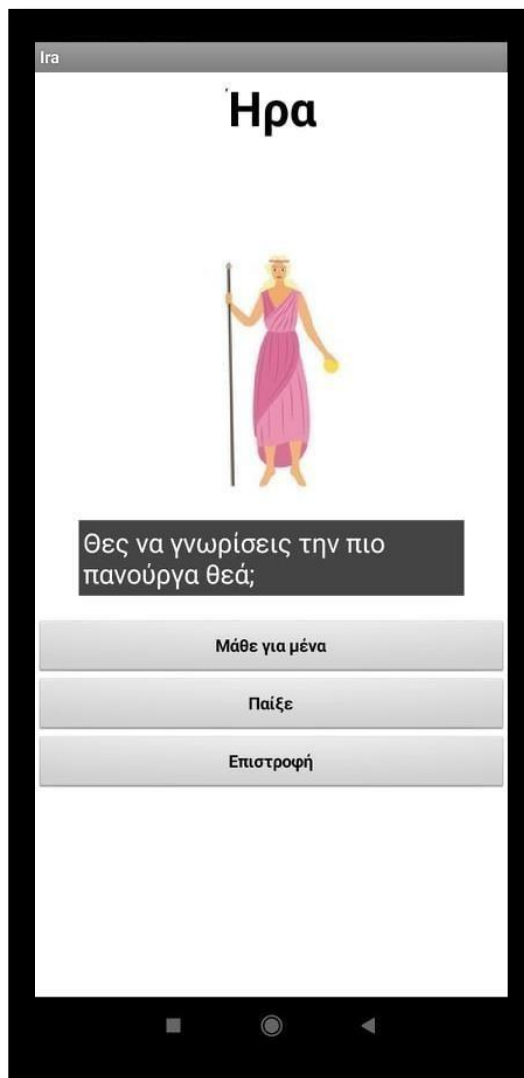 Ira
Ήρα
Θες να γνωρίσεις την πιο
πανούργα θεά;
Μάθε για μένα
Παίξε
Επιστροφή